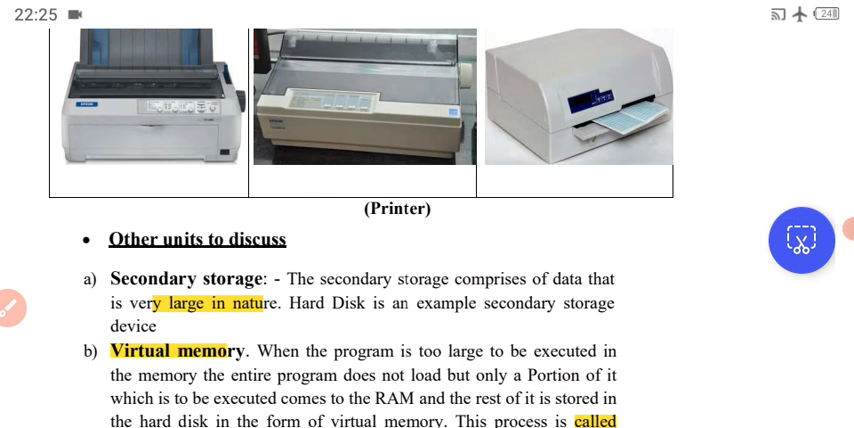 22:25
24
EPSON
(Printer)
• Other units to discuss
a) Secondary storage: - The secondary storage comprises of data that
is very large in nature. Hard Disk is an example secondary storage
device
b) Virtual memory. When the program is too large to be executed in
the memory the entire program does not load but only a Portion of it
which is to be executed comes to the RAM and the rest of it is stored in
the hard disk in the form of virtual memory. This process is called